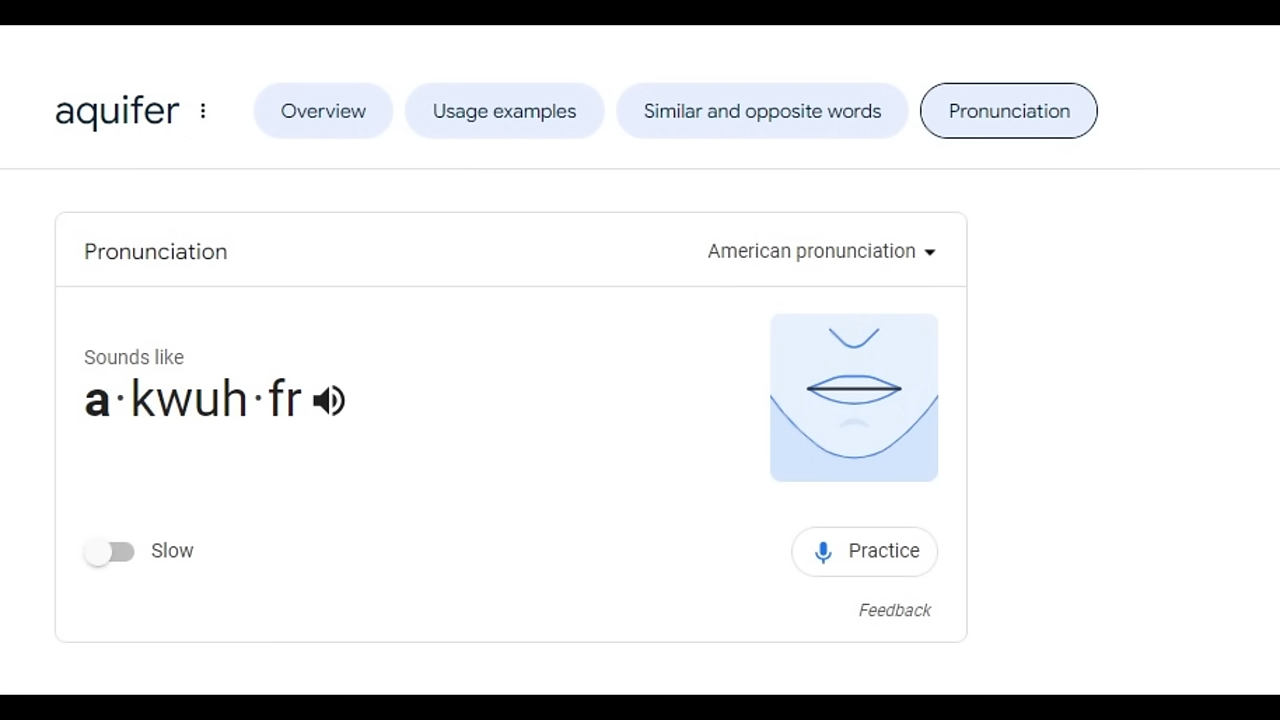 aquifer
Overview
Usage examples
Similar and opposite words
Pronunciation
Pronunciation
American pronunciation
Sounds like
a·kwuh·fr
Slow
Practice
Feedback